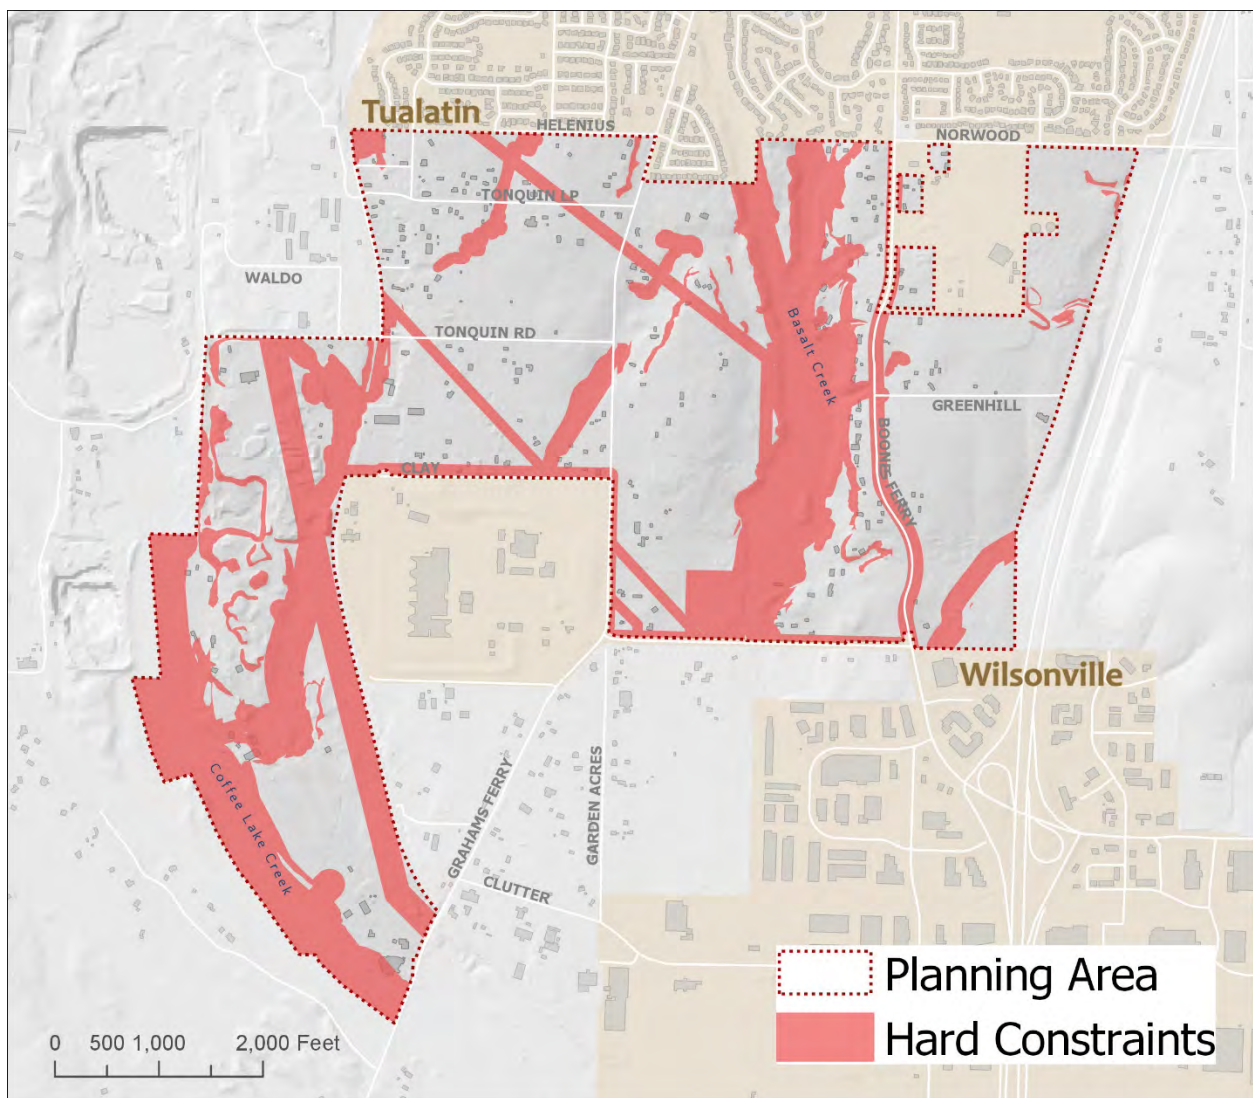 Tualatin
HELENIUS
NORWOOD
TONQUIN LP
WALDO
TONQUIN RD
Basalt Creek
GREENHILL
BOONES FERRY
CLAY
Wilsonville
Coffee Lake Creek
GRAHAMS FERRY
GARDEN ACRES
CLUTTER
Planning Area
Hard Constraints
0 500 1,000 2,000 Feet